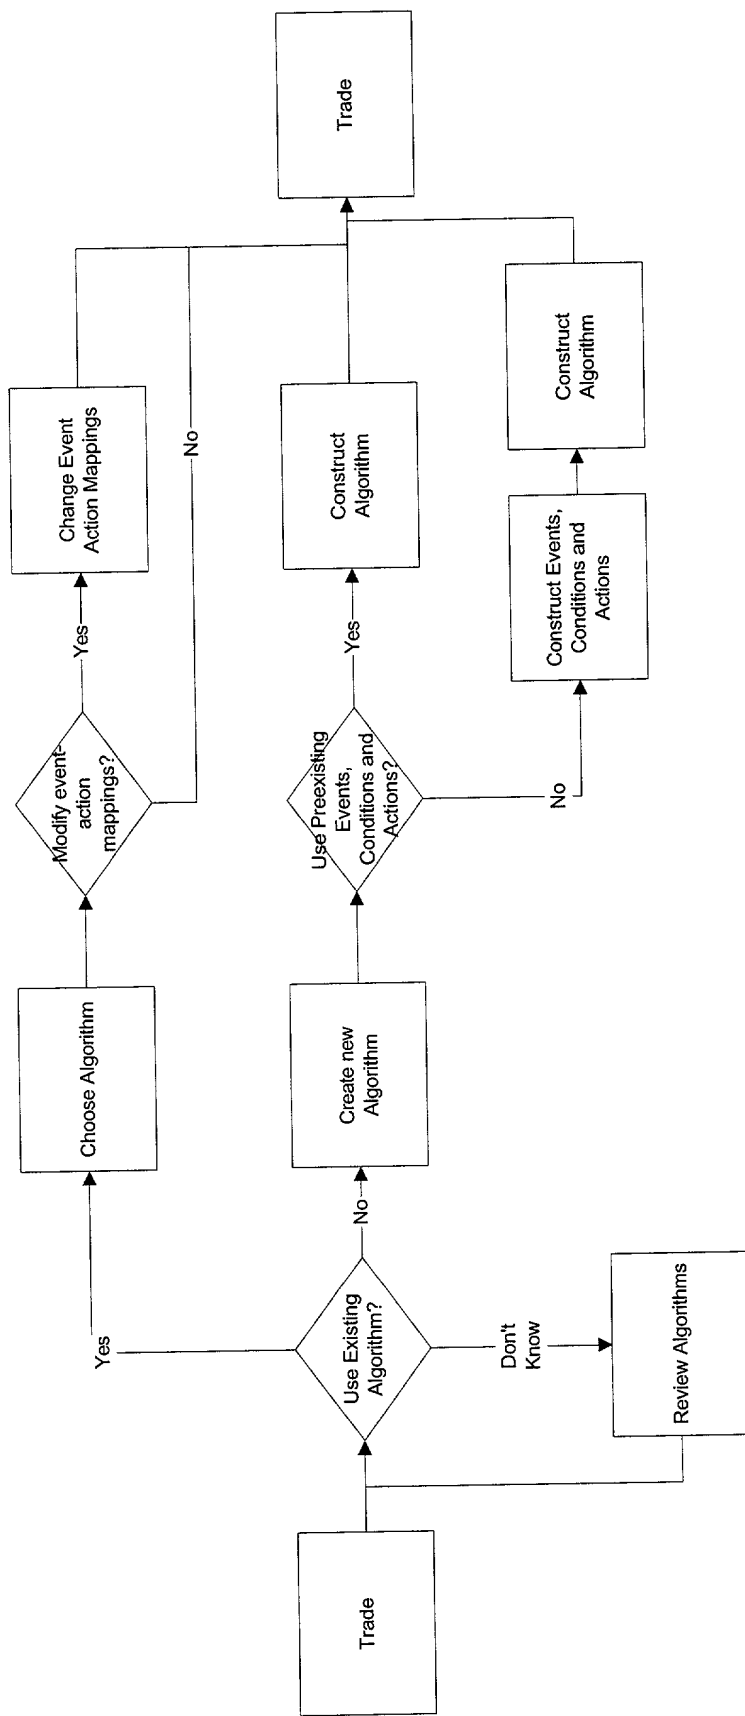 Trade
Use Existing
Algorithm?
Yes
No
Don't
Know
Review Algorithms
Choose Algorithm
Modify event-
action
mappings?
Yes
No
Change Event
Action Mappings
Create new
Algorithm
Use Preexisting
Events,
Conditions and
Actions?
Yes
No
Construct
Algorithm
Construct Events,
Conditions and
Actions
Construct
Algorithm
Trade